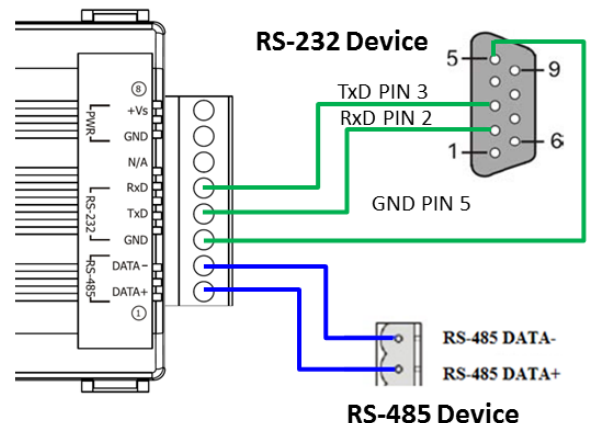 RS-232 Device
5
9
TxD PIN 3
RxD PIN 2
1
6
GND PIN 5
8
PWR
+Vs
GND
N/A
RS-232
RxD
TxD
GND
RS-485
DATA-
DATA+
1
RS-485 DATA-
RS-485 DATA+
RS-485 Device